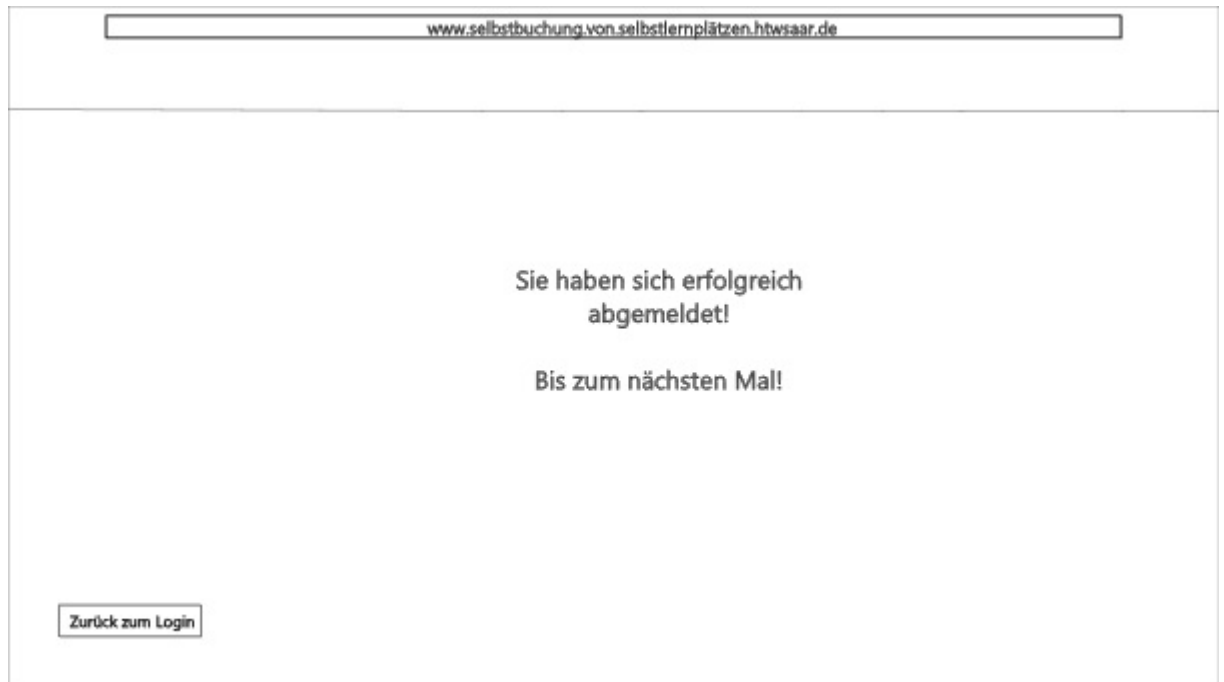 www.selbstbuchung.von.selbstlernplätzen.htwsaar.de
Sie haben sich erfolgreich
abgemeldet!
Bis zum nächsten Mal!
Zurück zum Login